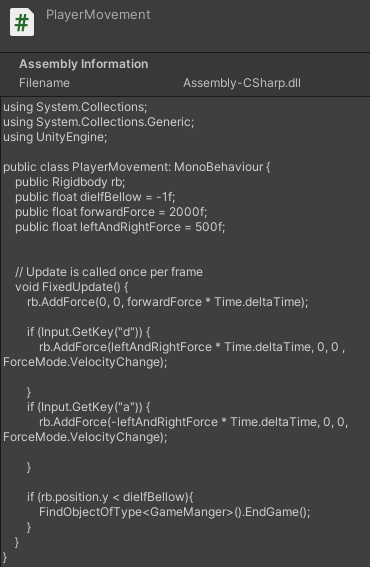 PlayerMovement
#
Assembly Information
Filename Assembly-CSharp.dll
using System.Collections;
using System.Collections.Generic;
using UnityEngine;
public class PlayerMovement: MonoBehaviour {
public Rigidbody rb;
public float dieIfBellow = -1f;
public float forwardForce = 2000f;
public float leftAndRightForce = 500f;
// Update is called once per frame
void FixedUpdate() {
rb.AddForce(0, 0, forwardForce * Time.deltaTime);
if (Input.GetKey("d")) {
rb.AddForce(leftAndRightForce * Time.deltaTime, 0, 0 ,
ForceMode.VelocityChange);
}
if (Input.GetKey("a")) {
rb.AddForce(-leftAndRightForce * Time.deltaTime, 0, 0,
ForceMode.VelocityChange);
}
if (rb.position.y < dieIfBellow){
FindObjectOfType<GameManger>().EndGame();
}
}
}